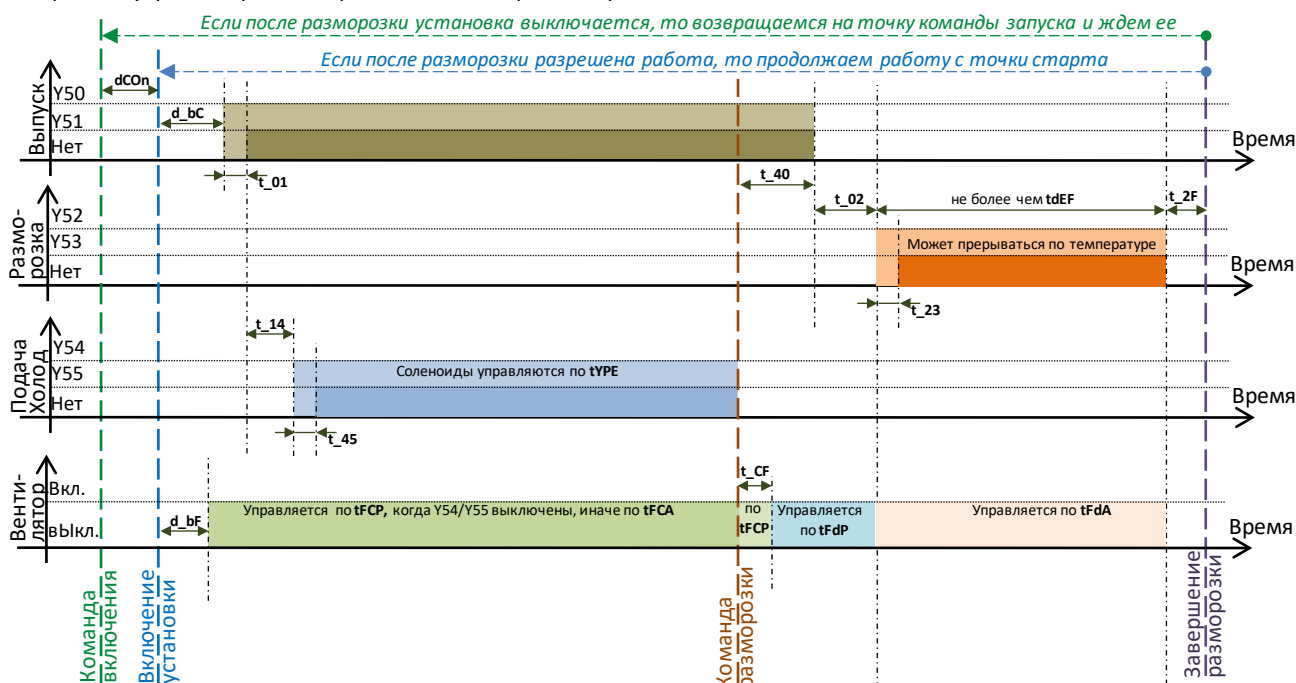 Если после разморозки установка выключается, то возвращаемся на точку команды запуска и ждем ее
Если после разморозки разрешена работа, то продолжаем работу с точки старта
dCOn
Выпуск
Y50
Y51
Нет
d_bC
t_01
t_40
Время
Размо-
розка
Y52
Y53
Нет
t_02
не более чем tdEF
t_2F
Может прерываться по температуре
t_23
Время
Подача
Холод
Y54
Y55
Нет
t_14
Соленоиды управляются по tYPE
t_45
Время
Венти-
лятор
Вкл.
вЫкл.
d_bF
Управляется по tFCP, когда Y54/Y55 выключены, иначе по tFCA
t_CF
по
tFCP
Управляется
по tFdP
Управляется по tFdA
Время
Команда
включения
Включение
установки
Команда
разморозки
Завершение
разморозки